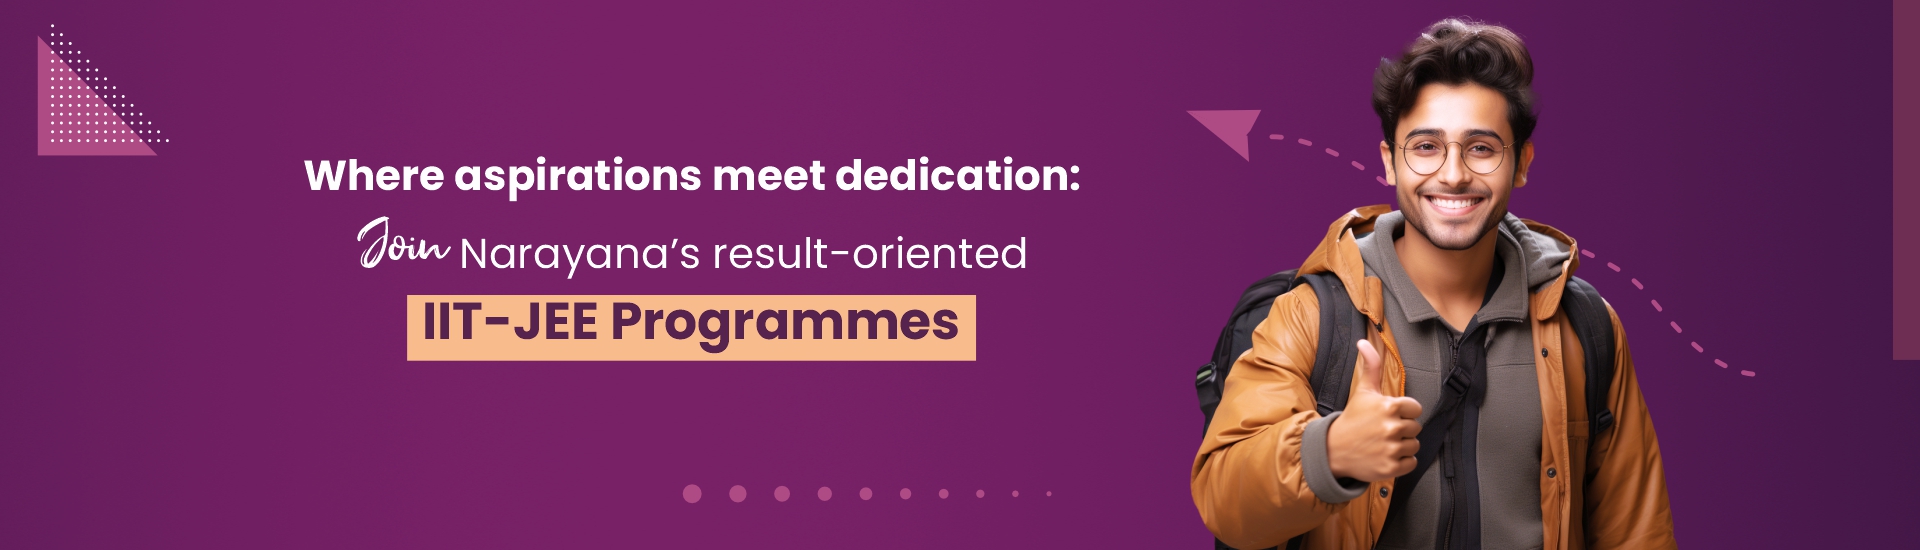 Where aspirations meet dedication:
Join Narayana’s result-oriented
IIT-JEE Programmes